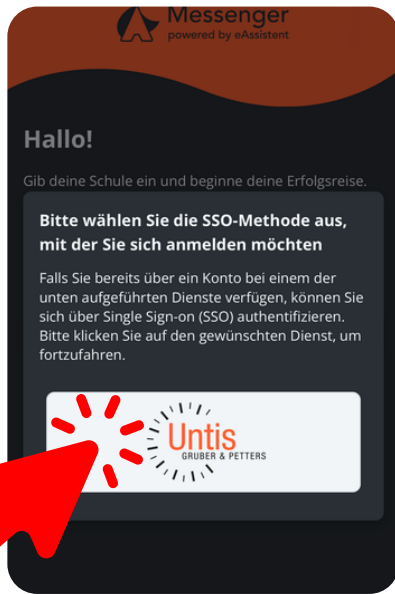 Messenger
powered by eAssistent
Hallo!
Gib deine Schule ein und beginne deine Erfolgsreise.
Bitte wählen Sie die SSO-Methode aus,
mit der Sie sich anmelden möchten
Falls Sie bereits über ein Konto bei einem der
unten aufgeführten Dienste verfügen, können Sie
sich über Single Sign-on (SSO) authentifizieren.
Bitte klicken Sie auf den gewünschten Dienst, um
fortzufahren.
Untis
GRUBER & PETTERS